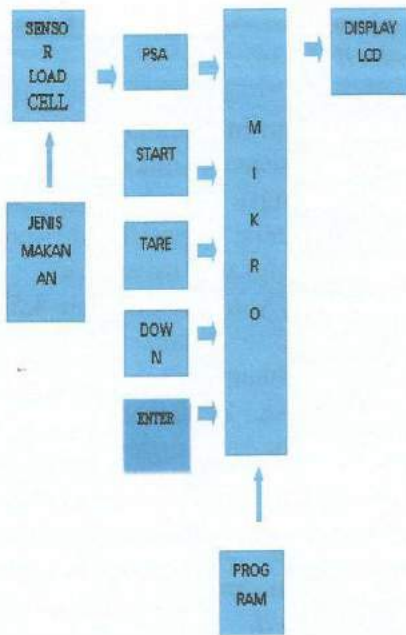 SENSO
R
LOAD
CELL
PSA
DISPLAY
LCD
START
M
I
K
R
O
JENIS
MAKAN
AN
TARE
DOW
N
ENTER
PROG
RAM